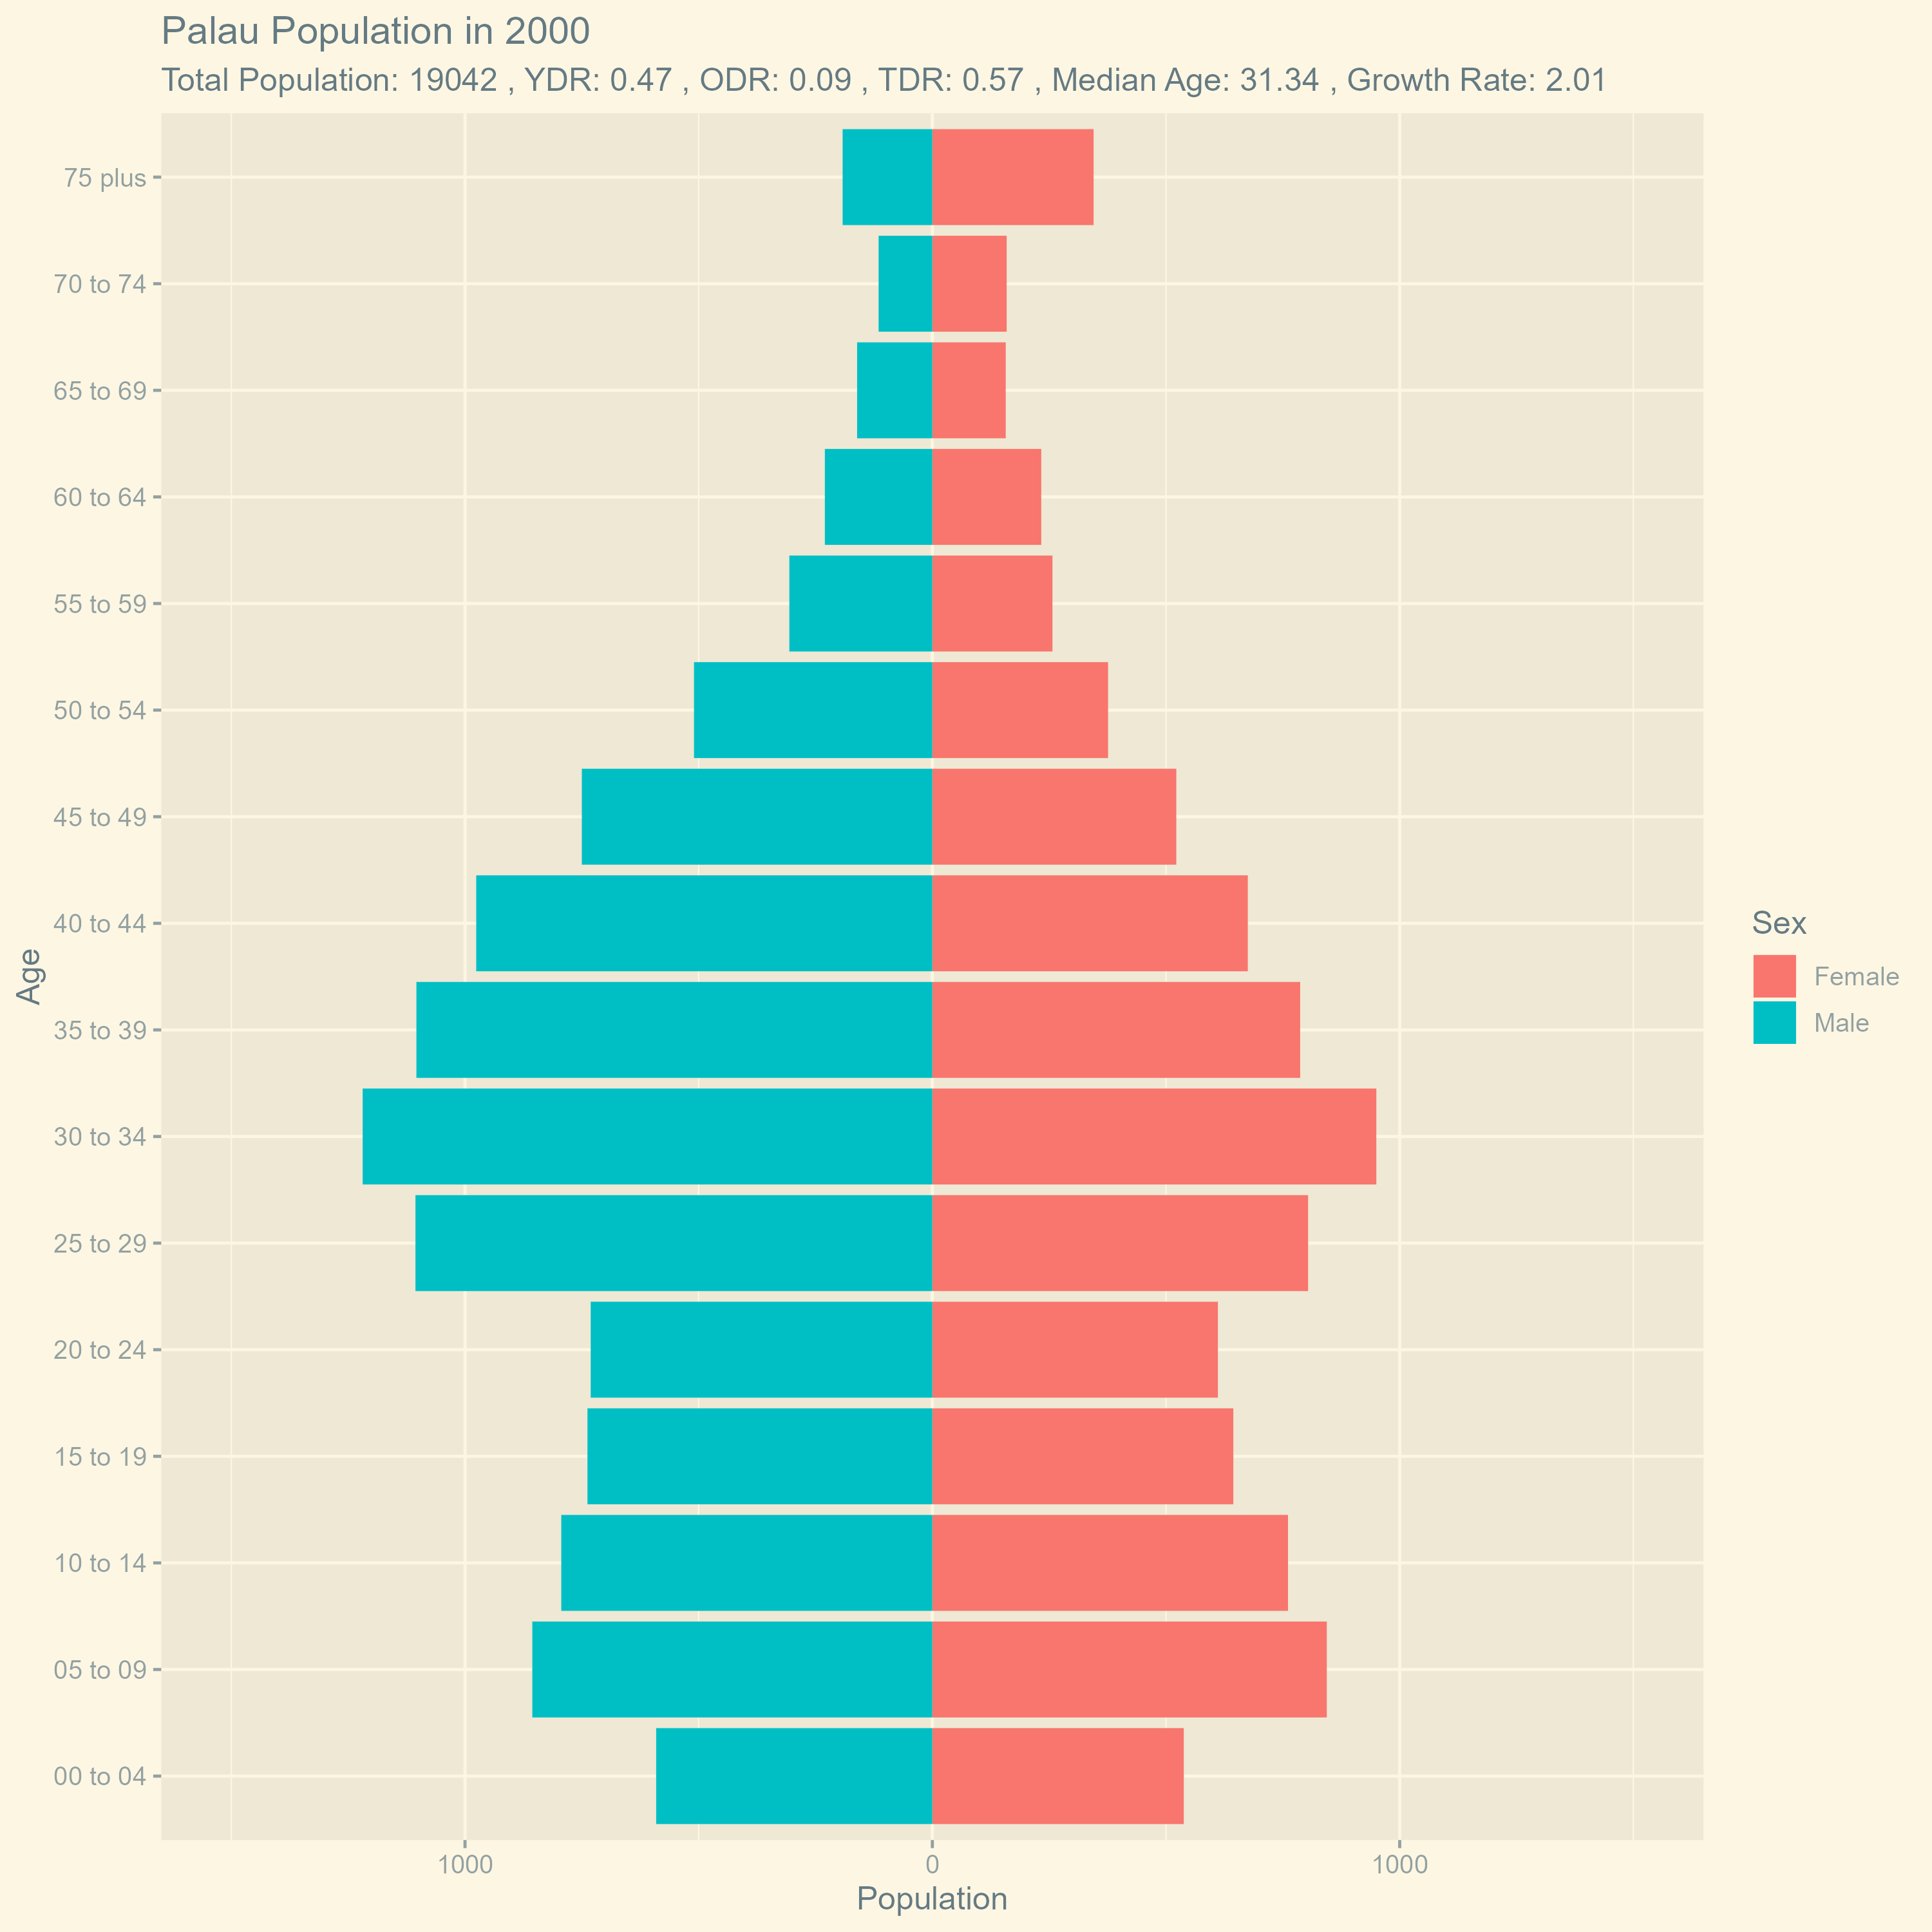 Palau Population in 2000
Total Population: 19042 , YDR: 0.47 , ODR: 0.09 , TDR: 0.57 , Median Age: 31.34 , Growth Rate: 2.01
75 plus
70 to 74
65 to 69
60 to 64
55 to 59
50 to 54
45 to 49
40 to 44
35 to 39
30 to 34
25 to 29
20 to 24
15 to 19
10 to 14
05 to 09
00 to 04
Age
1000 0 1000
Population
Sex
Female
Male